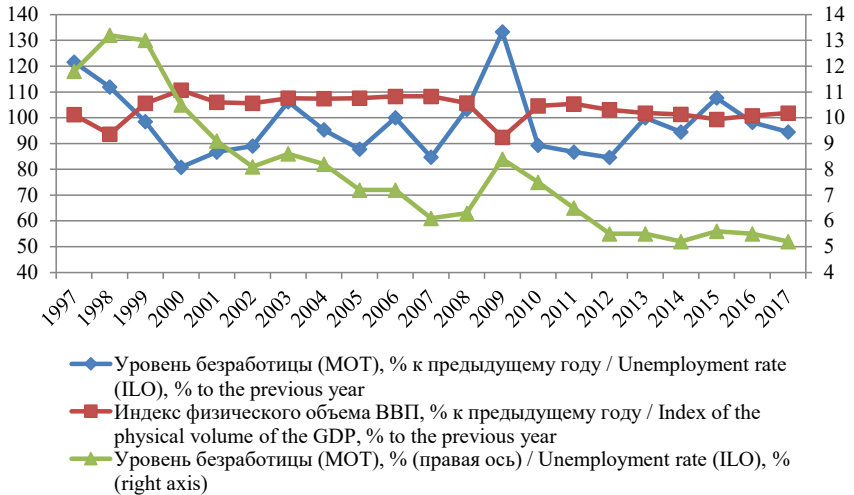 140 14
130 13
120 12
110 11
100 10
90 9
80 8
70 7
60 6
50 5
40 4
1997 1998 1999 2000 2001 2002 2003 2004 2005 2006 2007 2008 2009 2010 2011 2012 2013 2014 2015 2016 2017
Уровень безработицы (МОТ), % к предыдущему году / Unemployment rate
(ILO), % to the previous year
Индекс физического объема ВВП, % к предыдущему году / Index of the
physical volume of the GDP, % to the previous year
Уровень безработицы (МОТ), % (правая ось) / Unemployment rate (ILO), %
(right axis)